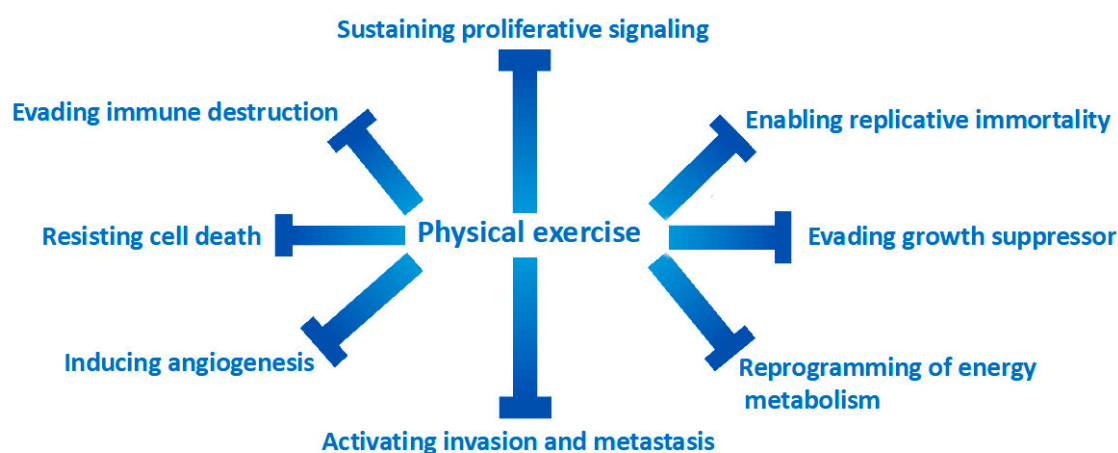 Sustaining proliferative signaling
Evading immune destruction
Enabling replicative immortality
Resisting cell death
Physical exercise
Evading growth suppressor
Inducing angiogenesis
Reprogramming of energy
metabolism
Activating invasion and metastasis